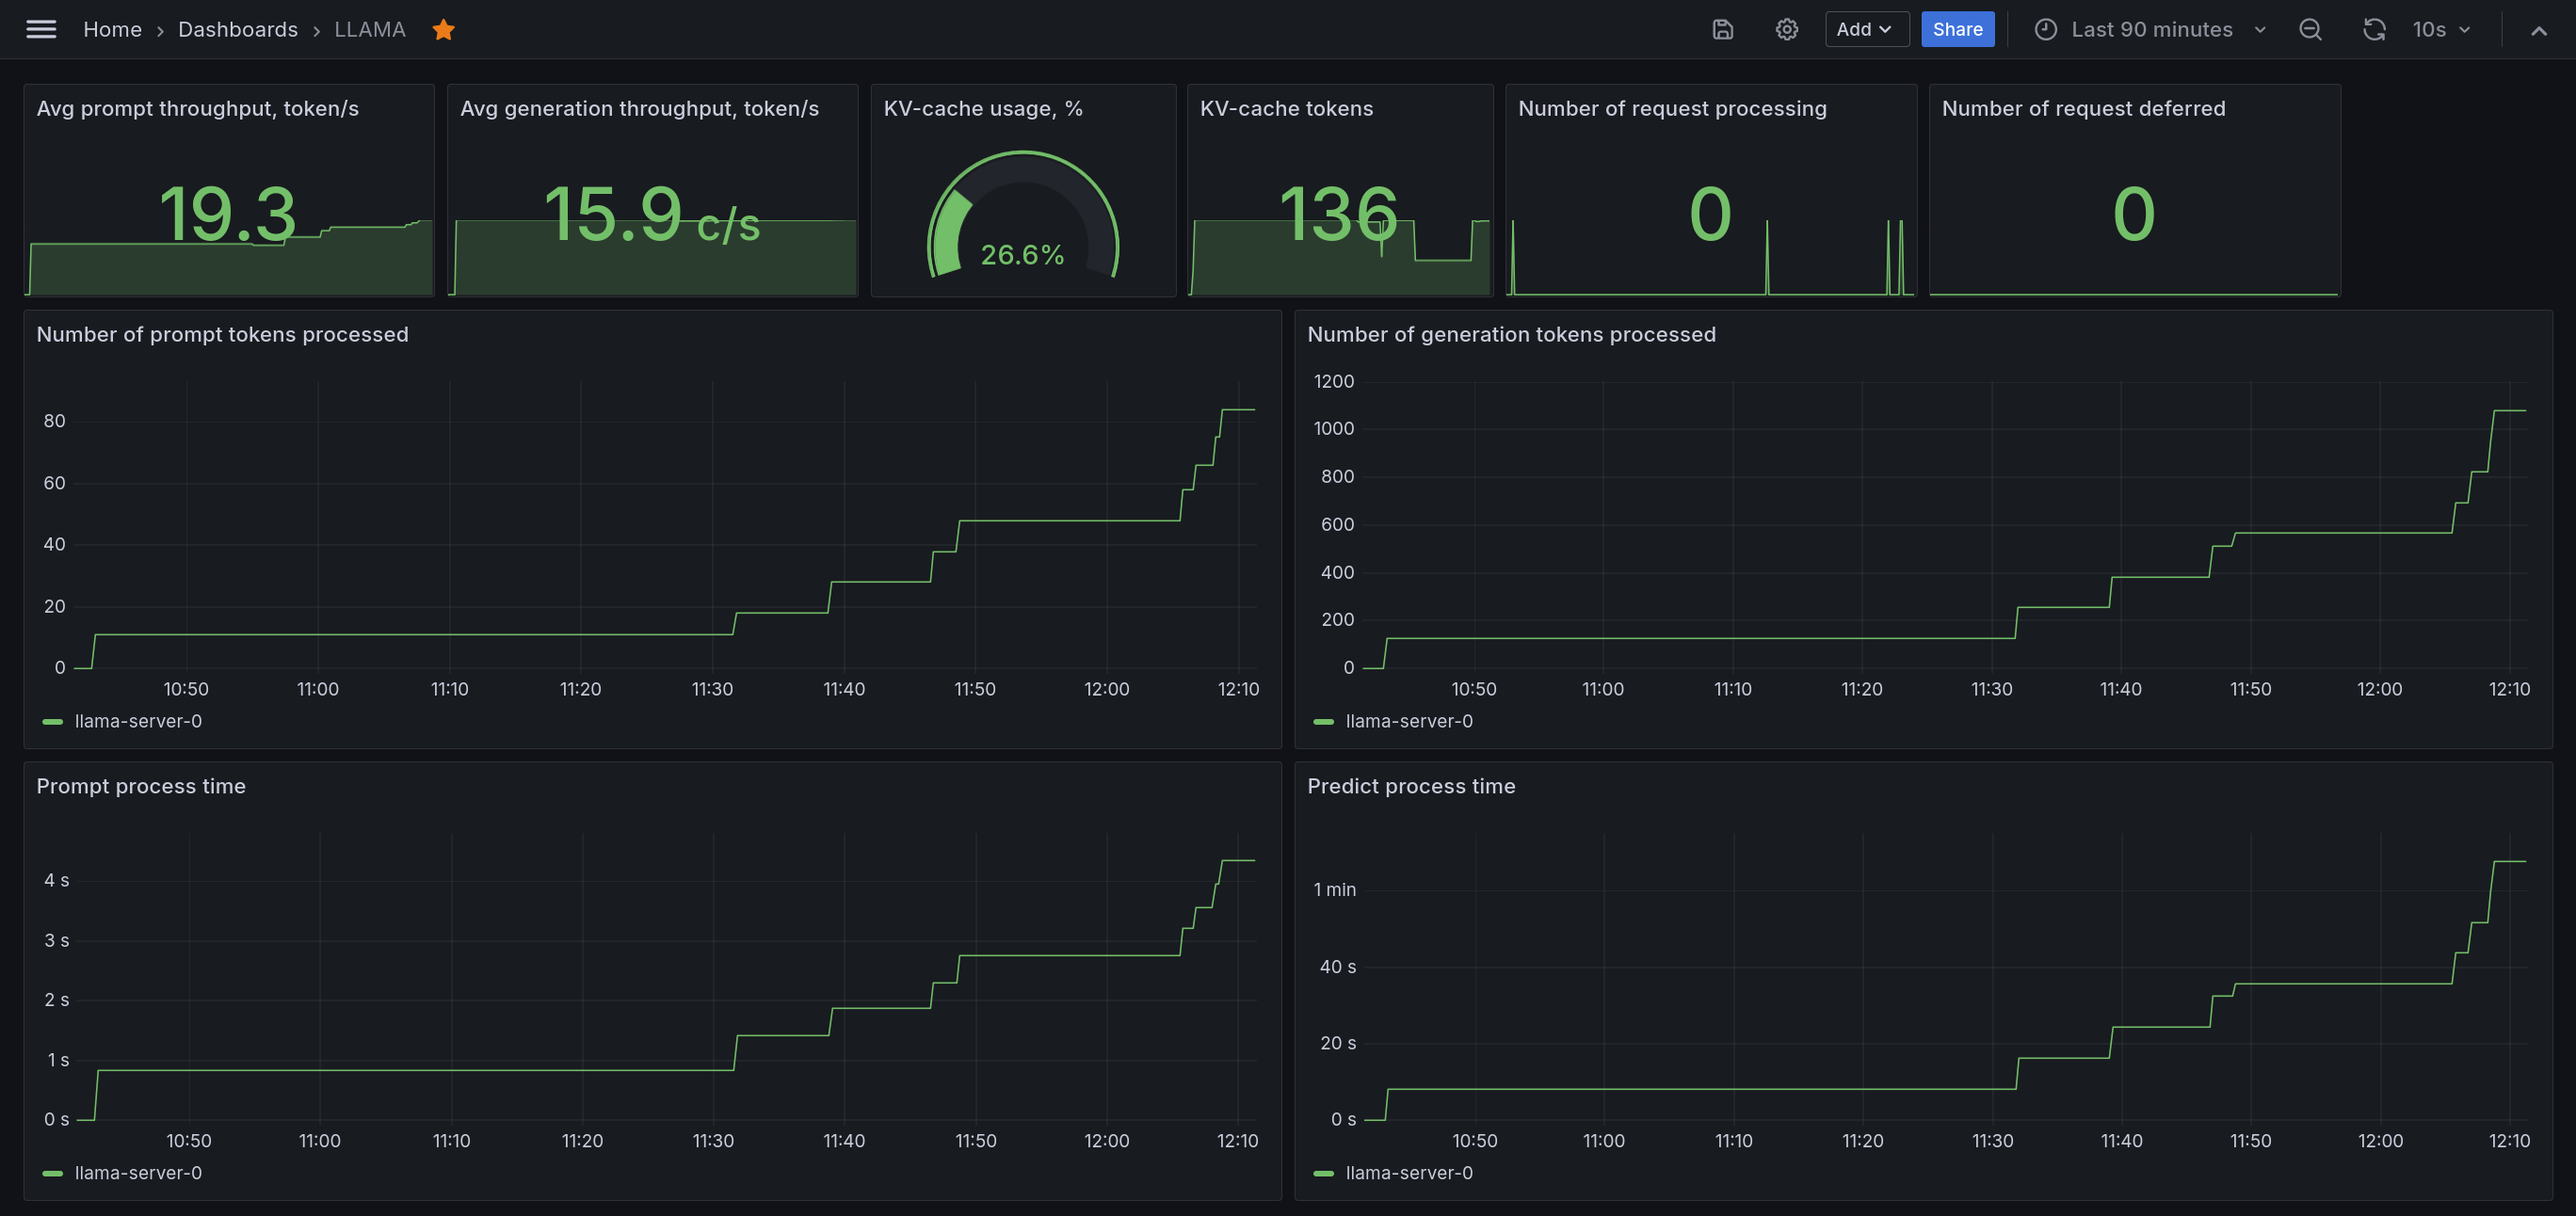 Home › Dashboards › LLAMA
Add
Share
Last 90 minutes
10s
Avg prompt throughput, token/s
19.3
Avg generation throughput, token/s
15.9 c/s
KV-cache usage, %
26.6%
KV-cache tokens
136
Number of request processing
0
Number of request deferred
0
Number of prompt tokens processed
80
60
40
20
0
10:50 11:00 11:10 11:20 11:30 11:40 11:50 12:00 12:10
llama-server-0
Number of generation tokens processed
1200
1000
800
600
400
200
0
10:50 11:00 11:10 11:20 11:30 11:40 11:50 12:00 12:10
llama-server-0
Prompt process time
4 s
3 s
2 s
1 s
0 s
10:50 11:00 11:10 11:20 11:30 11:40 11:50 12:00 12:10
llama-server-0
Predict process time
1 min
40 s
20 s
0 s
10:50 11:00 11:10 11:20 11:30 11:40 11:50 12:00 12:10
llama-server-0